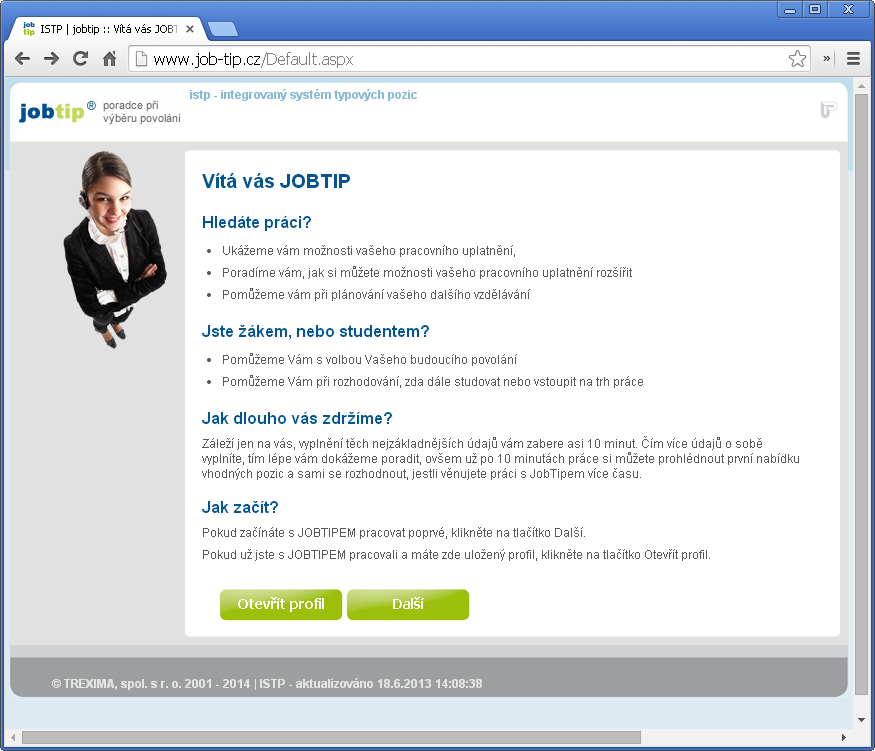 job tip
ISTP | jobtip :: Vítá vás JOBT
www.job-tip.cz/Default.aspx
»
jobtip®
poradce při
výběru povolání
istp - integrovaný systém typových pozic
Vítá vás JOBTIP
Hledáte práci?
• Ukážeme vám možnosti vašeho pracovního uplatnění,
• Poradíme vám, jak si můžete možnosti vašeho pracovního uplatnění rozšířit
• Pomůžeme vám při plánování vašeho dalšího vzdělávání
Jste žákem, nebo studentem?
• Pomůžeme Vám s volbou Vašeho budoucího povolání
• Pomůžeme Vám při rozhodování, zda dále studovat nebo vstoupit na trh práce
Jak dlouho vás zdržíme?
Záleží jen na vás, vyplnění těch nejzákladnějších údajů vám zabere asi 10 minut. Čím více údajů o sobě
vyplníte, tím lépe vám dokážeme poradit, ovšem už po 10 minutách práce si můžete prohlédnout první nabídku
vhodných pozic a sami se rozhodnout, jestli věnujete práci s JobTipem více času.
Jak začít?
Pokud začínáte s JOBTIPEM pracovat poprvé, klikněte na tlačítko Další.
Pokud už jste s JOBTIPEM pracovali a máte zde uložený profil, klikněte na tlačítko Otevřít profil.
Otevřít profil
Další
© TREXIMA, spol. s r. o. 2001 - 2014 | ISTP - aktualizováno 18.6.2013 14:08:38